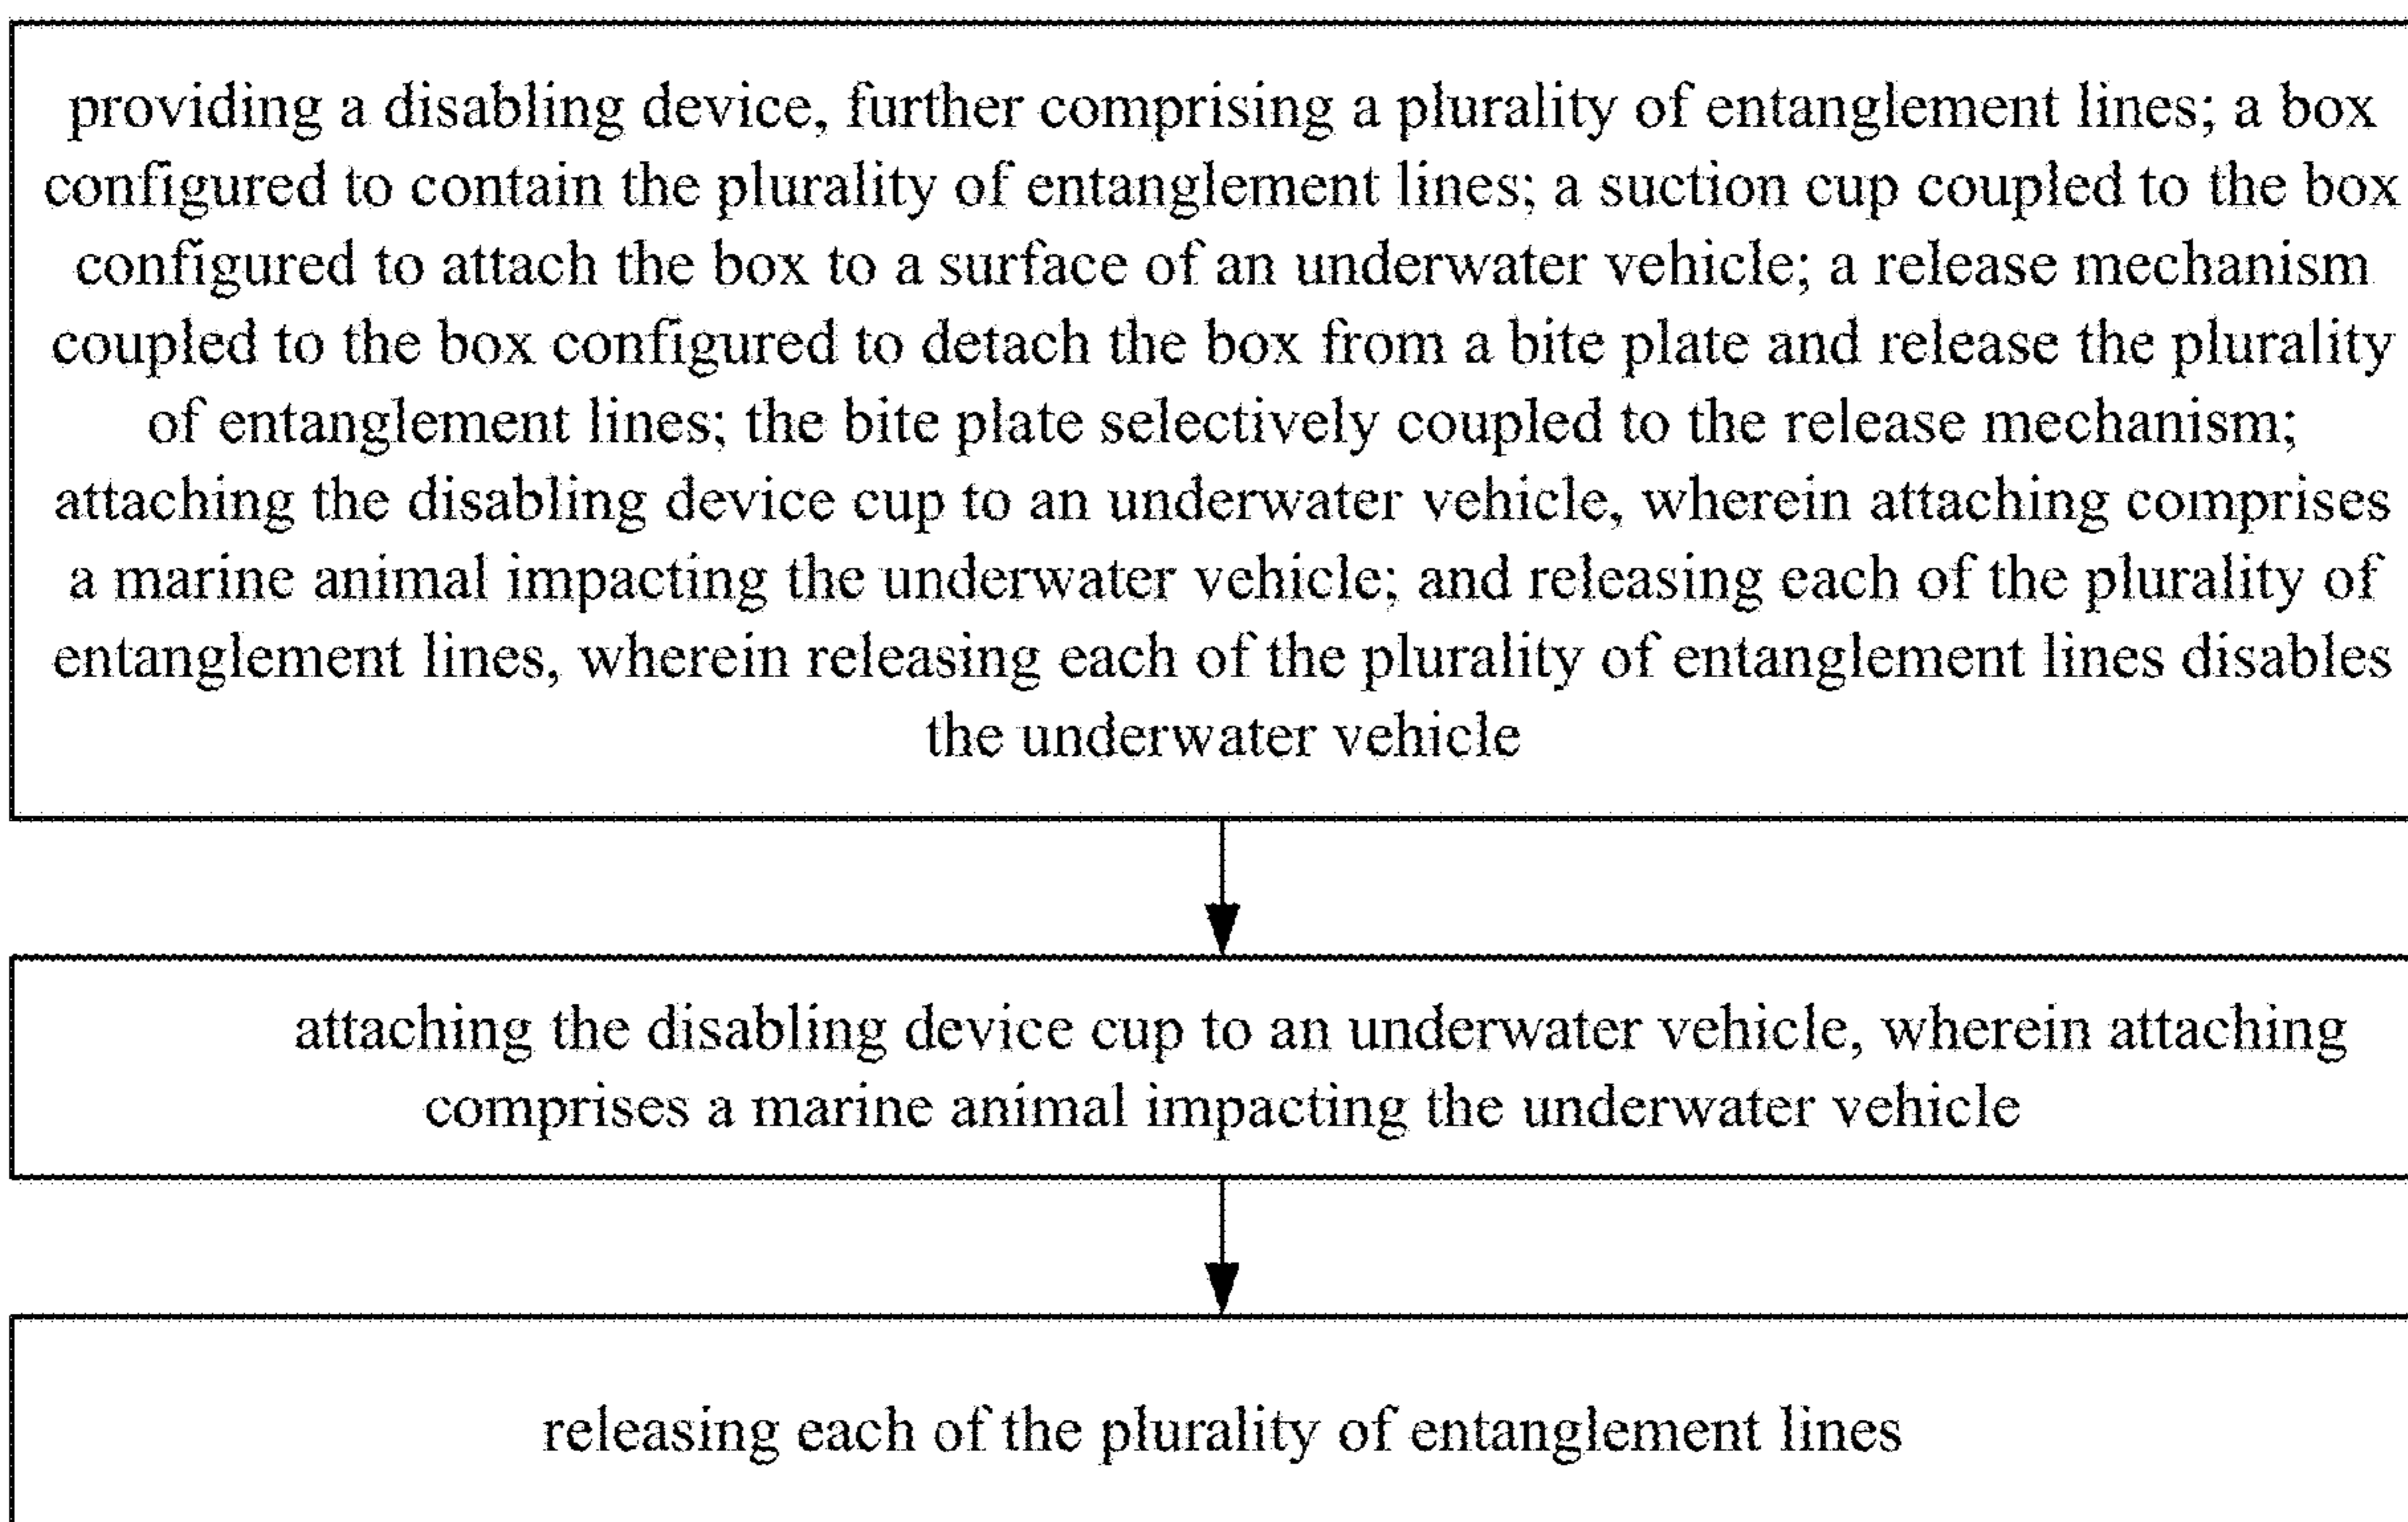 providing a disabling device, further comprising a plurality of entanglement lines; a box
configured to contain the plurality of entanglement lines; a suction cup coupled to the box
configured to attach the box to a surface of an underwater vehicle; a release mechanism
coupled to the box configured to detach the box from a bite plate and release the plurality
of entanglement lines; the bite plate selectively coupled to the release mechanism;
attaching the disabling device cup to an underwater vehicle, wherein attaching comprises
a marine animal impacting the underwater vehicle; and releasing each of the plurality of
entanglement lines, wherein releasing each of the plurality of entanglement lines disables
the underwater vehicle
attaching the disabling device cup to an underwater vehicle, wherein attaching
comprises a marine animal impacting the underwater vehicle
releasing each of the plurality of entanglement lines